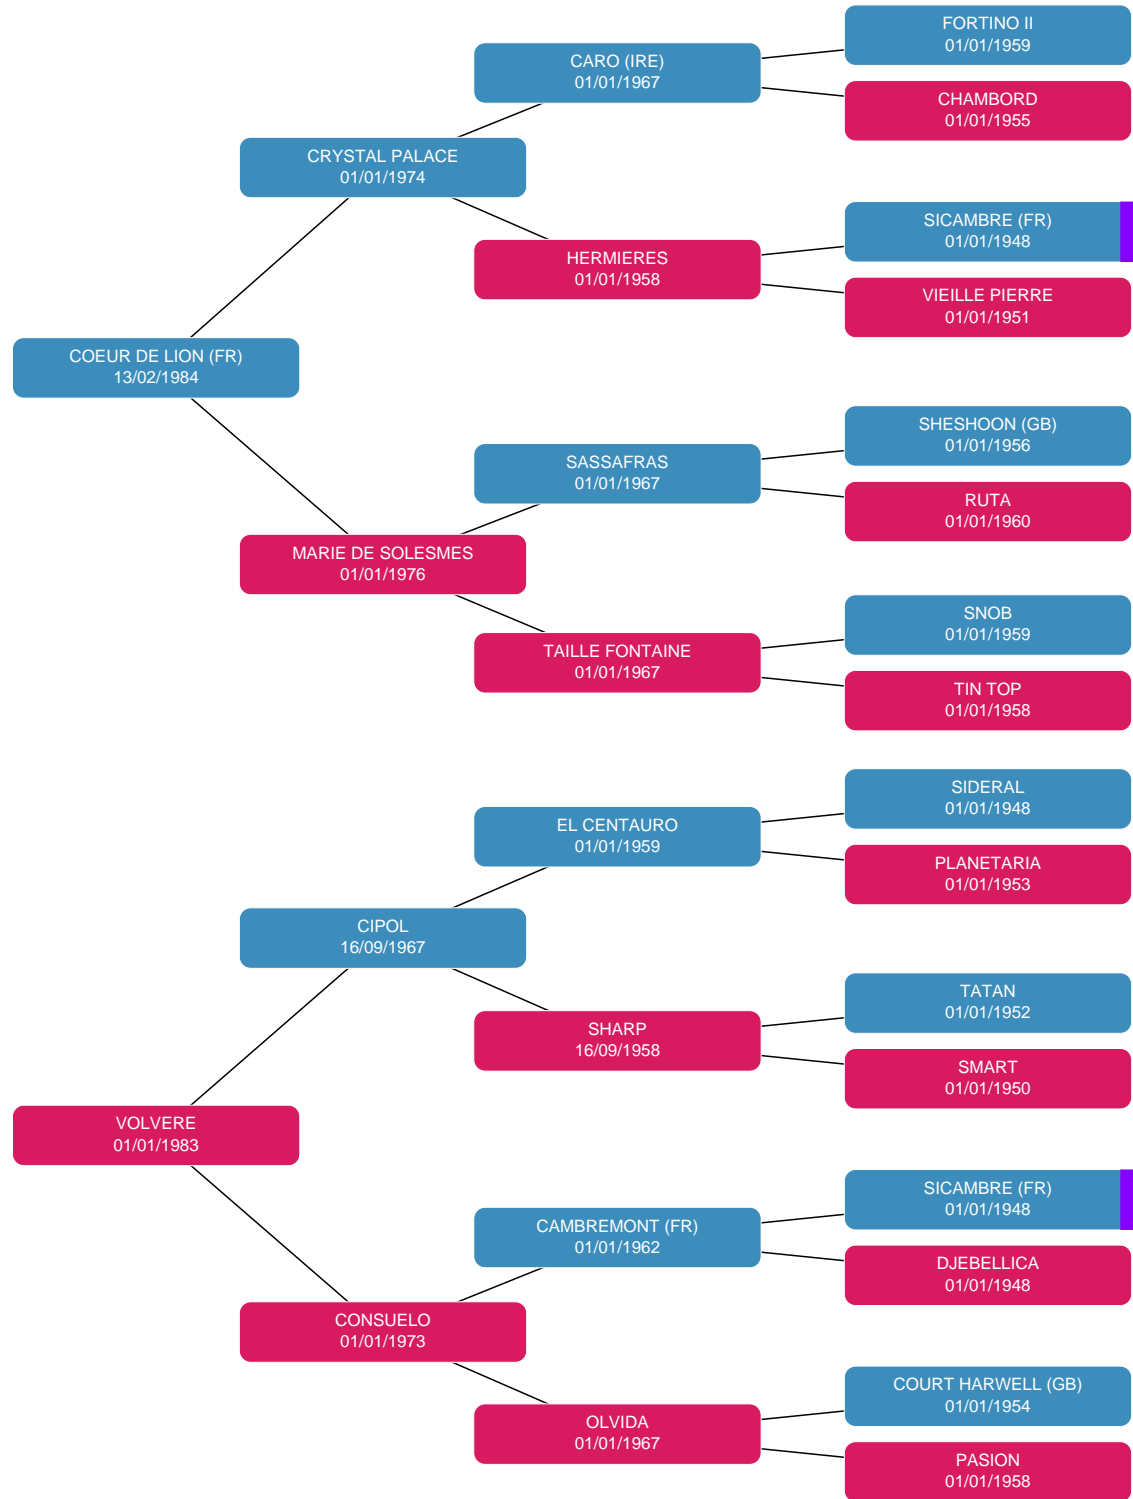 FORTINO II
01/01/1959
CARO (IRE)
01/01/1967
CHAMBORD
01/01/1955
CRYSTAL PALACE
01/01/1974
SICAMBRE (FR)
01/01/1948
HERMIERES
01/01/1958
VIEILLE PIERRE
01/01/1951
COEUR DE LION (FR)
13/02/1984
SHESHOON (GB)
01/01/1956
SASSAFRAS
01/01/1967
RUTA
01/01/1960
MARIE DE SOLESMES
01/01/1976
SNOB
01/01/1959
TAILLE FONTAINE
01/01/1967
TIN TOP
01/01/1958
SIDERAL
01/01/1948
EL CENTAURO
01/01/1959
PLANETARIA
01/01/1953
CIPOL
16/09/1967
TATAN
01/01/1952
SHARP
16/09/1958
SMART
01/01/1950
VOLVERE
01/01/1983
SICAMBRE (FR)
01/01/1948
CAMBREMONT (FR)
01/01/1962
DJEBELLICA
01/01/1948
CONSUELO
01/01/1973
COURT HARWELL (GB)
01/01/1954
OLVIDA
01/01/1967
PASION
01/01/1958